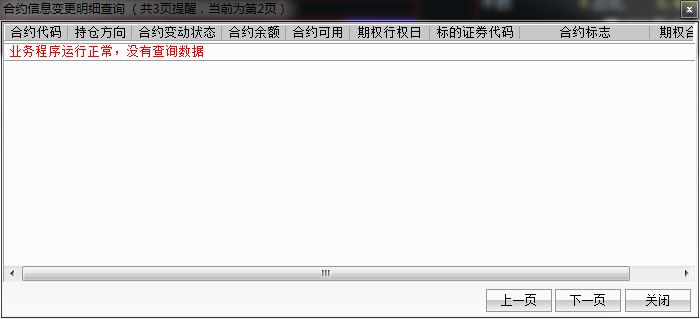 合约信息变更明细查询（共3页提醒，当前为第2页）
合约代码 持仓方向 合约变动状态 合约余额 合约可用 期权行权日 标的证券代码 合约标志 期权合
业务程序运行正常，没有查询数据
上一页 下一页 关闭